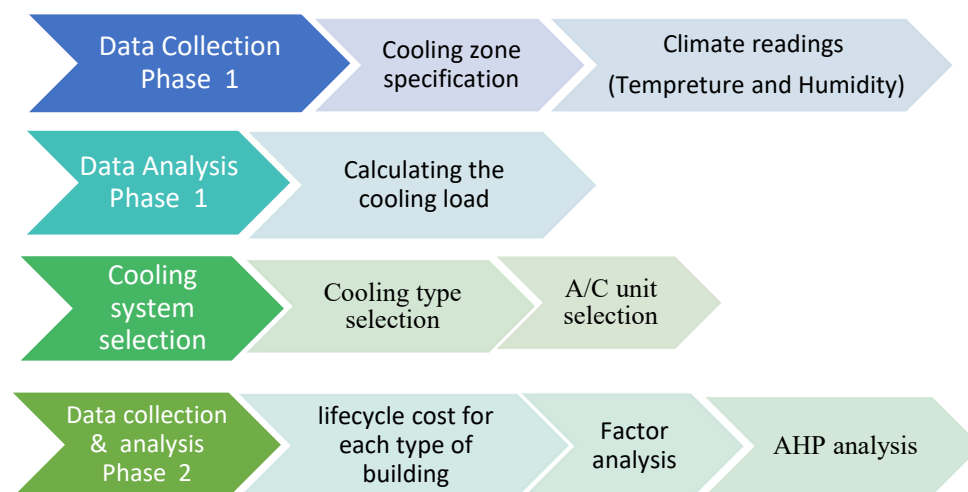 Data Collection
Phase 1
Cooling zone
specification
Climate readings
(Tempreture and Humidity)
Data Analysis
Phase 1
Calculating the
cooling load
Cooling
system
selection
Cooling type
selection
A/C unit
selection
Data collection
& analysis
Phase 2
lifecycle cost for
each type of
building
Factor
analysis
AHP analysis